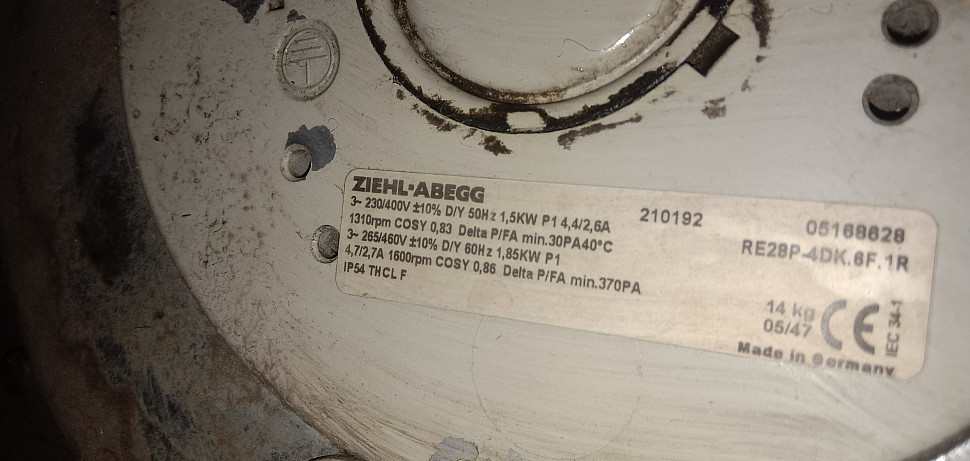 ZIEHL-ABEGG
3~ 230/400V ±10% D/Y 50Hz 1,5KW P1 4,4/2,6A
1310rpm COSY 0,83 Delta P/FA min.30PA40°C
3~ 265/460V ±10% D/Y 60Hz 1,85KW P1
4,7/2,7A 1600rpm COSY 0,86 Delta P/FA min.370PA
IP54 THCL F
210192
05168628
RE28P-4DK.6F.1R
14 kg
05/47
CE
IEC 34-1
Made in Germany